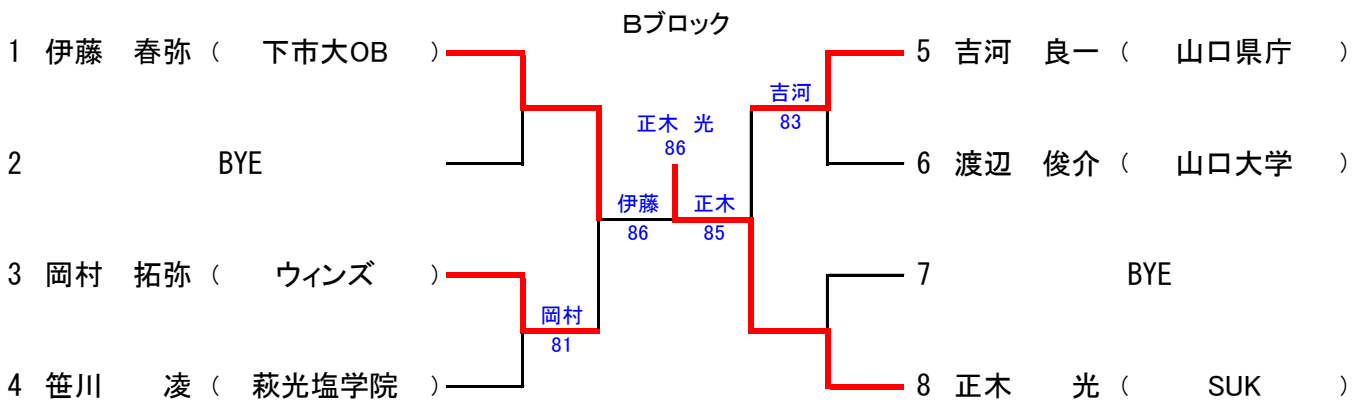 Bブロック
1 伊藤 春弥 ( 下市大OB )
5 吉河 良一 ( 山口県庁 )
吉河
83
正木 光
86
2 BYE
6 渡辺 俊介 ( 山口大学 )
伊藤 正木
86 85
3 岡村 拓弥 ( ウィンズ )
7 BYE
岡村
81
4 笹川 凌 ( 萩光塩学院 )
8 正木 光 ( SUK )